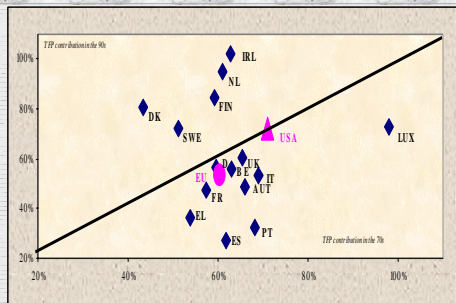 TFP contribution in the 90s
100%
IRL
NL
80%
DK
FIN
SWE
USA
LUX
60%
D
UK
EU
BE
IT
FR
AUT
40%
EL
PT
ES
TFP contribution in the 70s
20%
20%
40%
60%
80%
100%